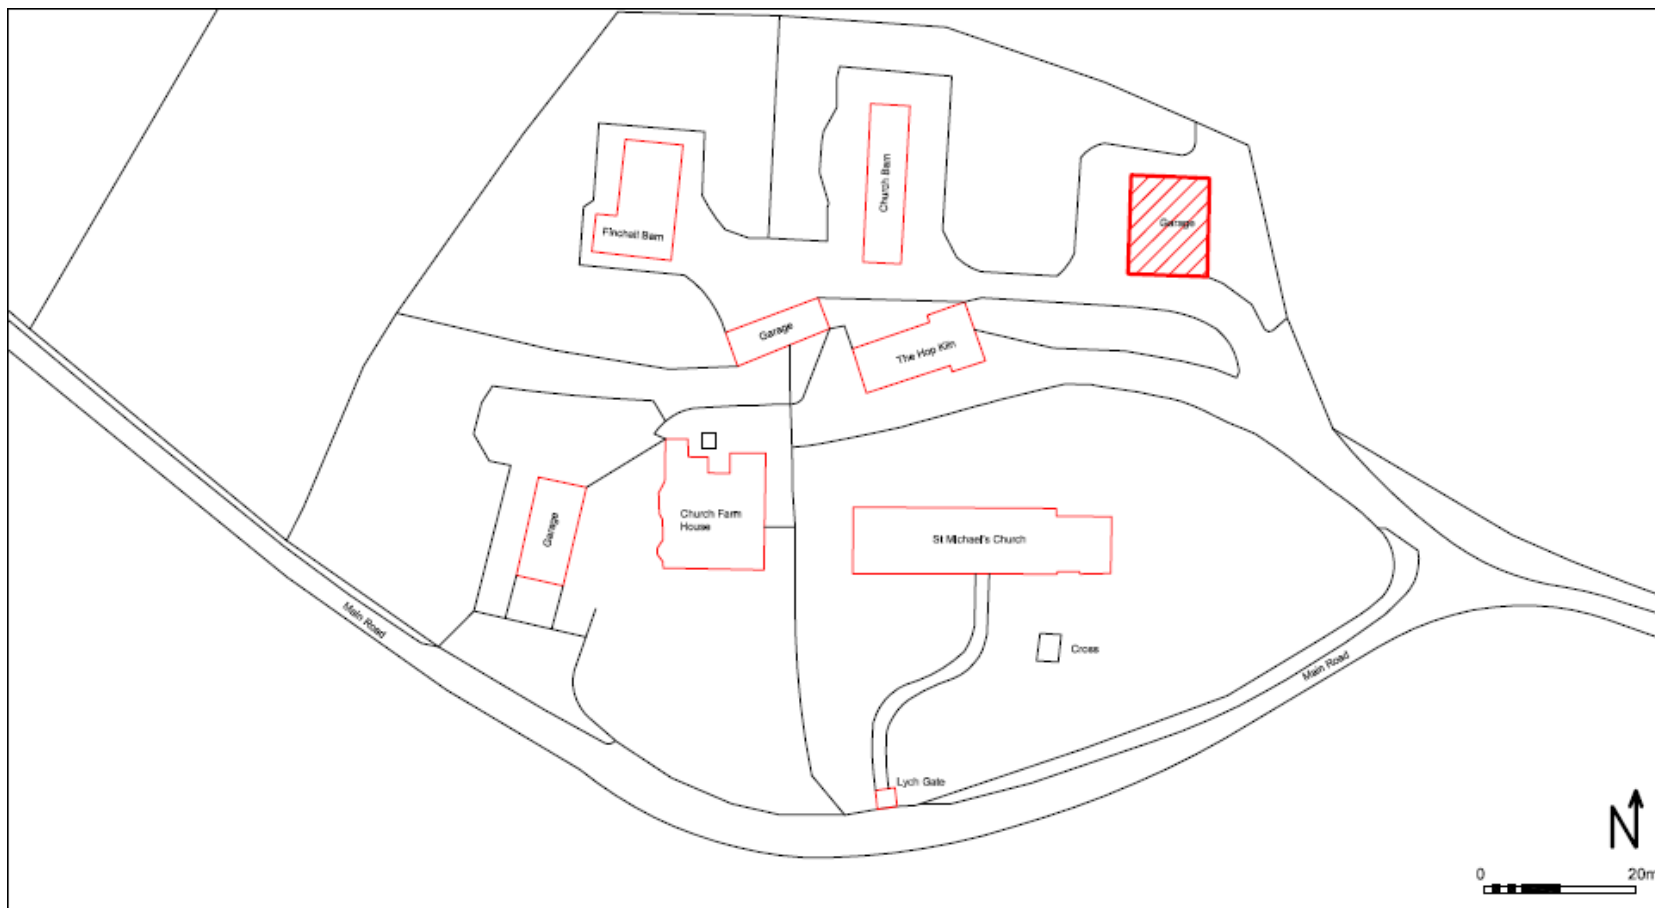 Church Barn
Garage
Finchall Barn
Garage
The Hop Kiln
Church Farm
House
Garage
St Michael's Church
Main Road
Cross
Main Road
Lych Gate
N
0 20m